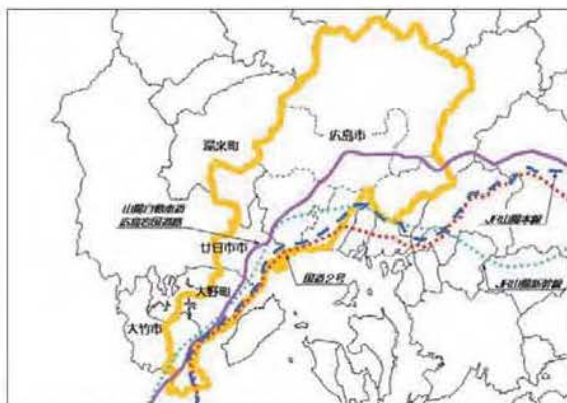 広島市
湯来町
山陽自動車道
広島岩国道路
JR山陽本線
廿日市市
国道2号
大野町
JR山陽新幹線
大竹市